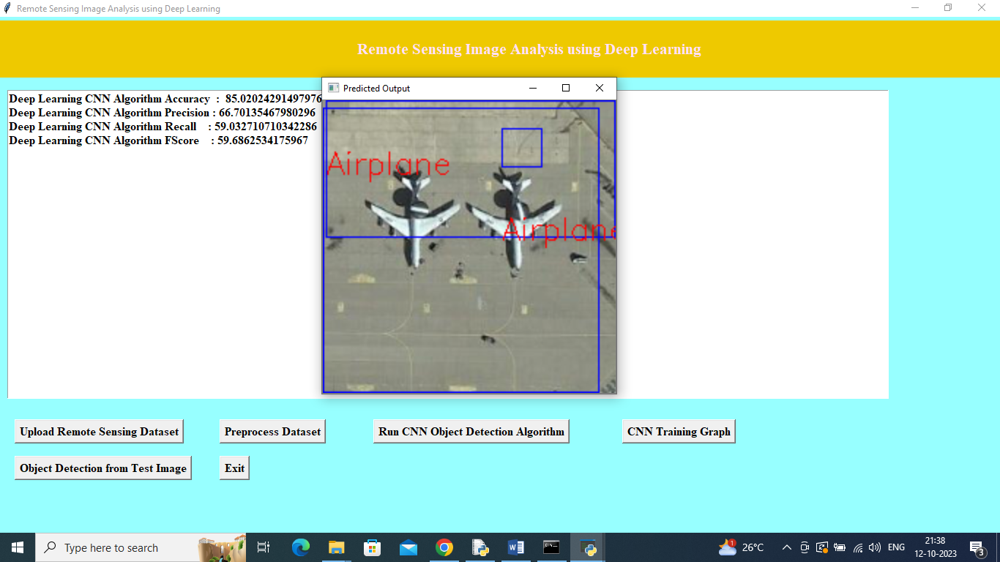 Remote Sensing Image Analysis using Deep Learning
Remote Sensing Image Analysis using Deep Learning
Deep Learning CNN Algorithm Accuracy : 85.02024291497976
Deep Learning CNN Algorithm Precision : 66.70135467980296
Deep Learning CNN Algorithm Recall : 59.032710710342286
Deep Learning CNN Algorithm FScore : 59.6862534175967
Predicted Output
Airplane
Airplane
Upload Remote Sensing Dataset
Preprocess Dataset
Run CNN Object Detection Algorithm
CNN Training Graph
Object Detection from Test Image
Exit
Type here to search
1
26°C
ENG
21:38
12-10-2023
3